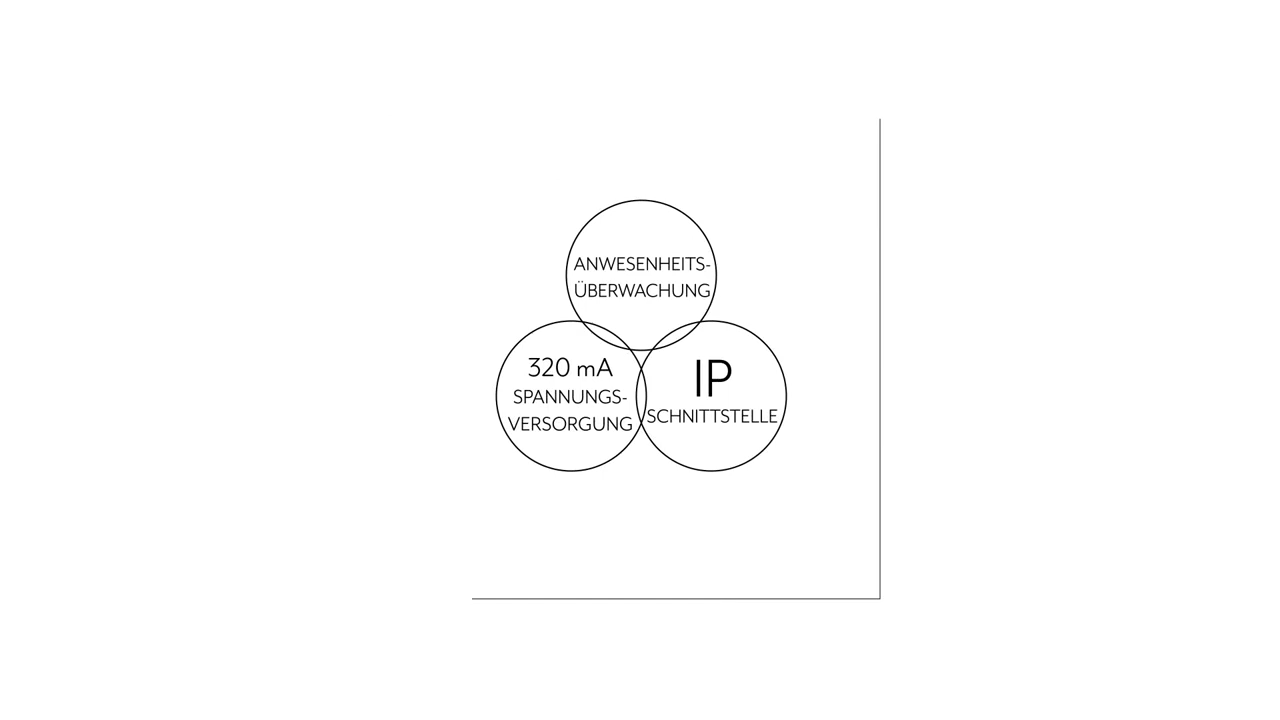 ANWESENHEITS-
ÜBERWACHUNG
320 mA
SPANNUNGS-
VERSORGUNG
IP
SCHNITTSTELLE